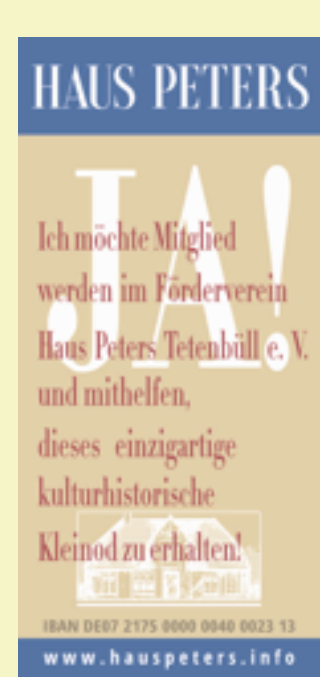 HAUS PETERS
JA!
Ich möchte Mitglied
werden im Förderverein
Haus Peters Tetenbüll e. V.
und mithelfen,
dieses einzigartige
kulturhistorische
Kleinod zu erhalten!
IBAN DE07 2175 0000 0040 0023 13
www.hauspeters.info